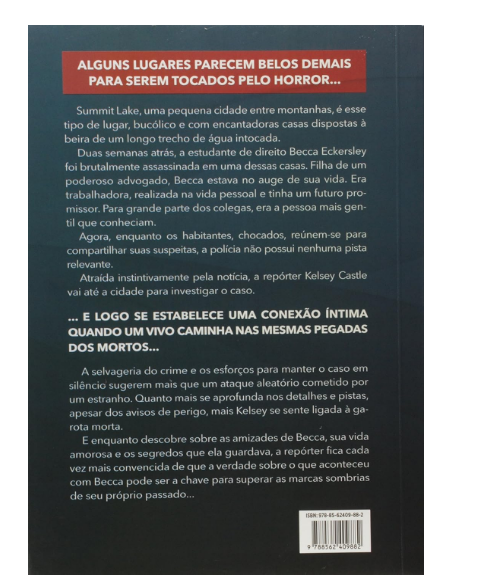 ALGUNS LUGARES PARECEM BELOS DEMAIS
PARA SEREM TOCADOS PELO HORROR...
Summit Lake, uma pequena cidade entre montanhas, é esse
tipo de lugar, bucólico e com encantadoras casas dispostas à
beira de um longo trecho de água intocada.
Duas semanas atrás, a estudante de direito Becca Eckersley
foi brutalmente assassinada em uma dessas casas. Filha de um
poderoso advogado, Becca estava no auge de sua vida. Era
trabalhadora, realizada na vida pessoal e tinha um futuro pro-
missor. Para grande parte dos colegas, era a pessoa mais gen-
til que conheciam.
Agora, enquanto os habitantes, chocados, reúnem-se para
compartilhar suas suspeitas, a polícia não possui nenhuma pista
relevante.
Atraída instintivamente pela notícia, a repórter Kelsey Castle
vai até a cidade para investigar o caso.
... E LOGO SE ESTABELECE UMA CONEXÃO ÍNTIMA
QUANDO UM VIVO CAMINHA NAS MESMAS PEGADAS
DOS MORTOS...
A selvageria do crime e os esforços para manter o caso em
silêncio sugerem mais que um ataque aleatório cometido por
um estranho. Quanto mais se aprofunda nos detalhes e pistas,
apesar dos avisos de perigo, mais Kelsey se sente ligada à ga-
rota morta.
E enquanto descobre sobre as amizades de Becca, sua vida
amorosa e os segredos que ela guardava, a repórter fica cada
vez mais convencida de que a verdade sobre o que aconteceu
com Becca pode ser a chave para superar as marcas sombrias
de seu próprio passado...
ISBN: 978-85-62409-88-2
9 788562 409882